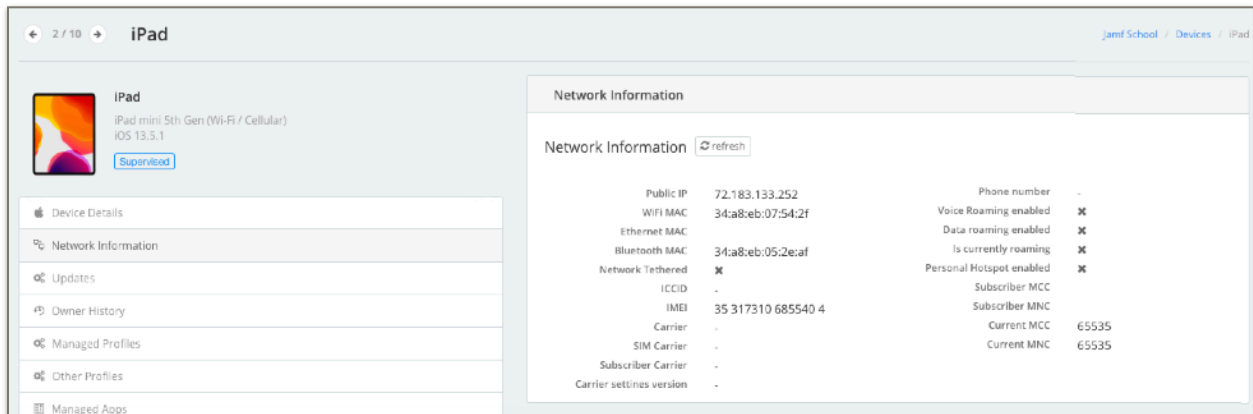 2 / 10 iPad
Jamf School / Devices / iPad
iPad
iPad mini 5th Gen (Wi-Fi / Cellular)
iOS 13.5.1
Supervised
Device Details
Network Information
Updates
Owner History
Managed Profiles
Other Profiles
Managed Apps
Network Information
Network Information refresh
Public IP 72.183.133.252
WiFi MAC 34:a8:eb:07:54:2f
Ethernet MAC
Bluetooth MAC 34:a8:eb:05:2e:af
Network Tethered ✖
ICCID -
IMEI 35 317310 685540 4
Carrier -
SIM Carrier -
Subscriber Carrier -
Carrier settings version -
Phone number -
Voice Roaming enabled ✖
Data roaming enabled ✖
Is currently roaming ✖
Personal Hotspot enabled ✖
Subscriber MCC
Subscriber MNC
Current MCC 65535
Current MNC 65535